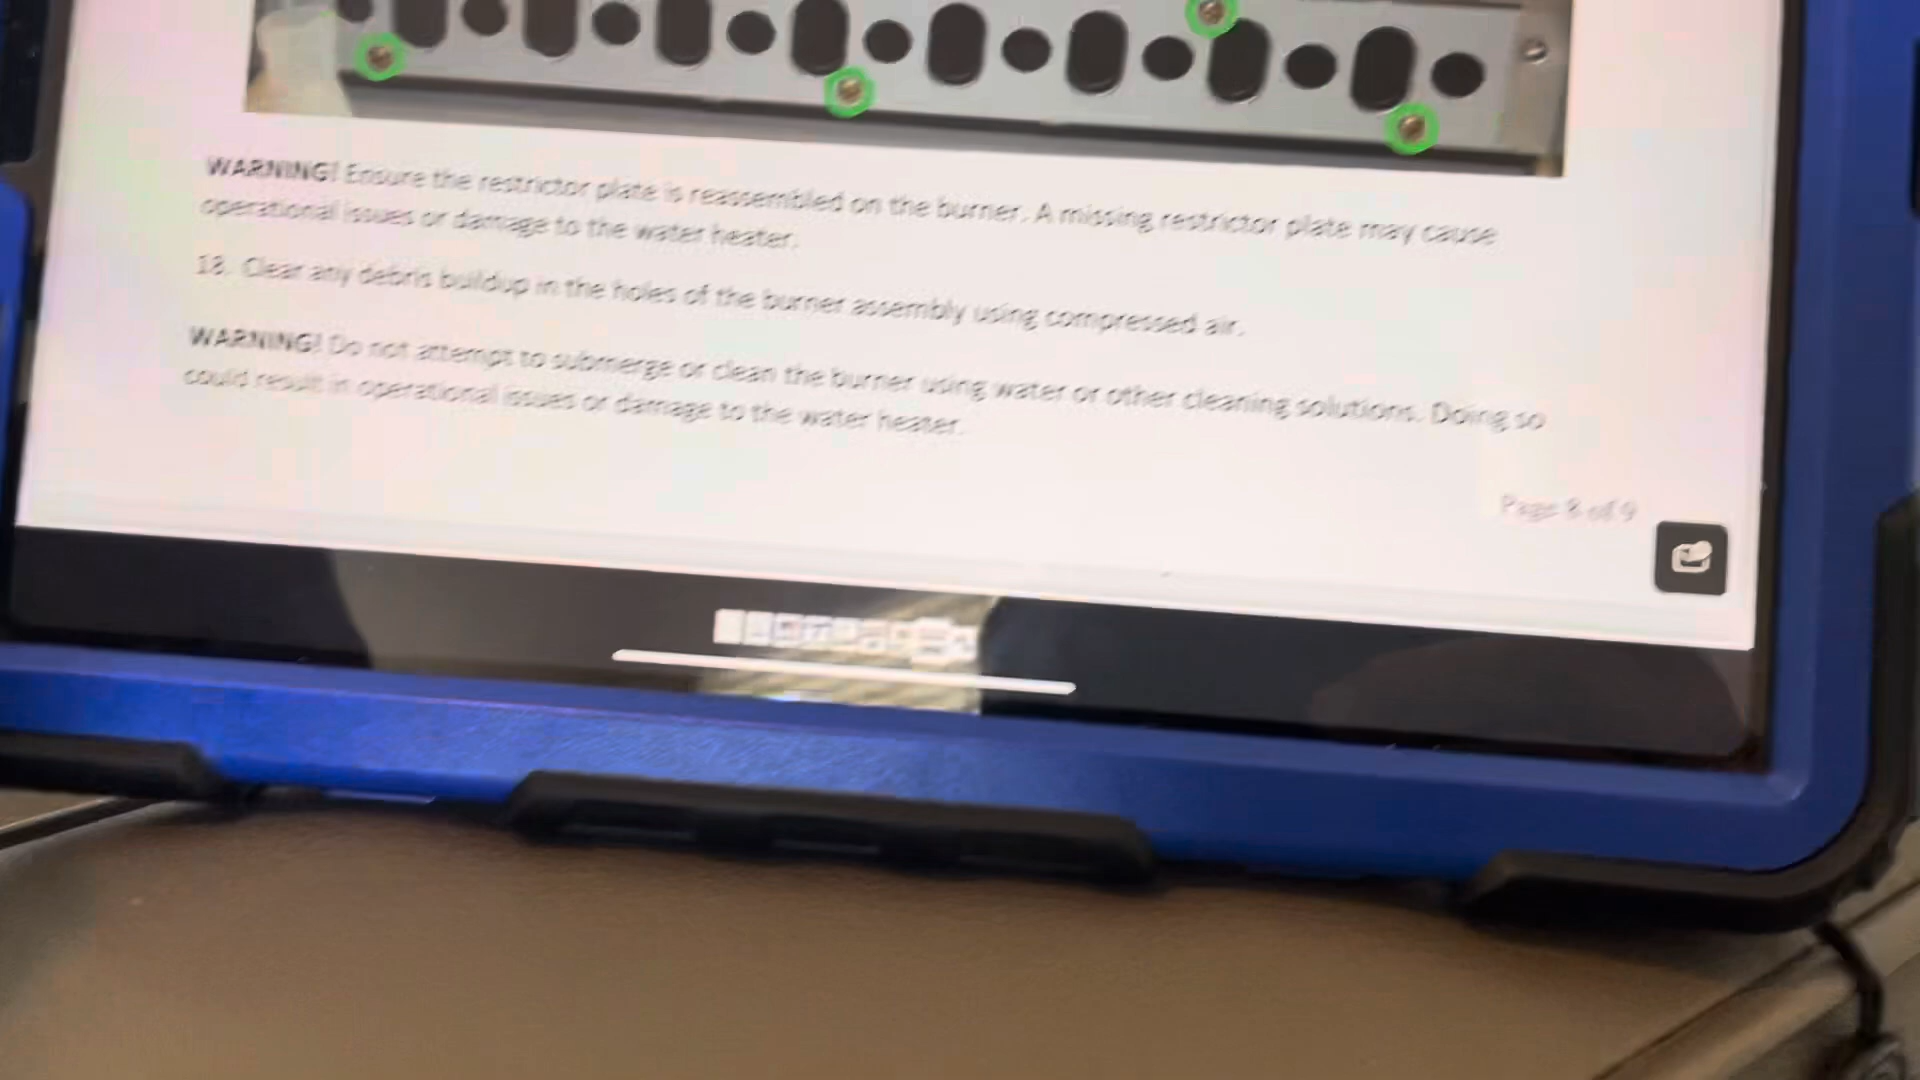 WARNING! Ensure the restrictor plate is reassembled on the burner. A missing restrictor plate may cause
operational issues or damage to the water heater.
18. Clear any debris buildup in the holes of the burner assembly using compressed air.
WARNING! Do not attempt to submerge or clean the burner using water or other cleaning solutions. Doing so
could result in operational issues or damage to the water heater.
Page 8 of 9